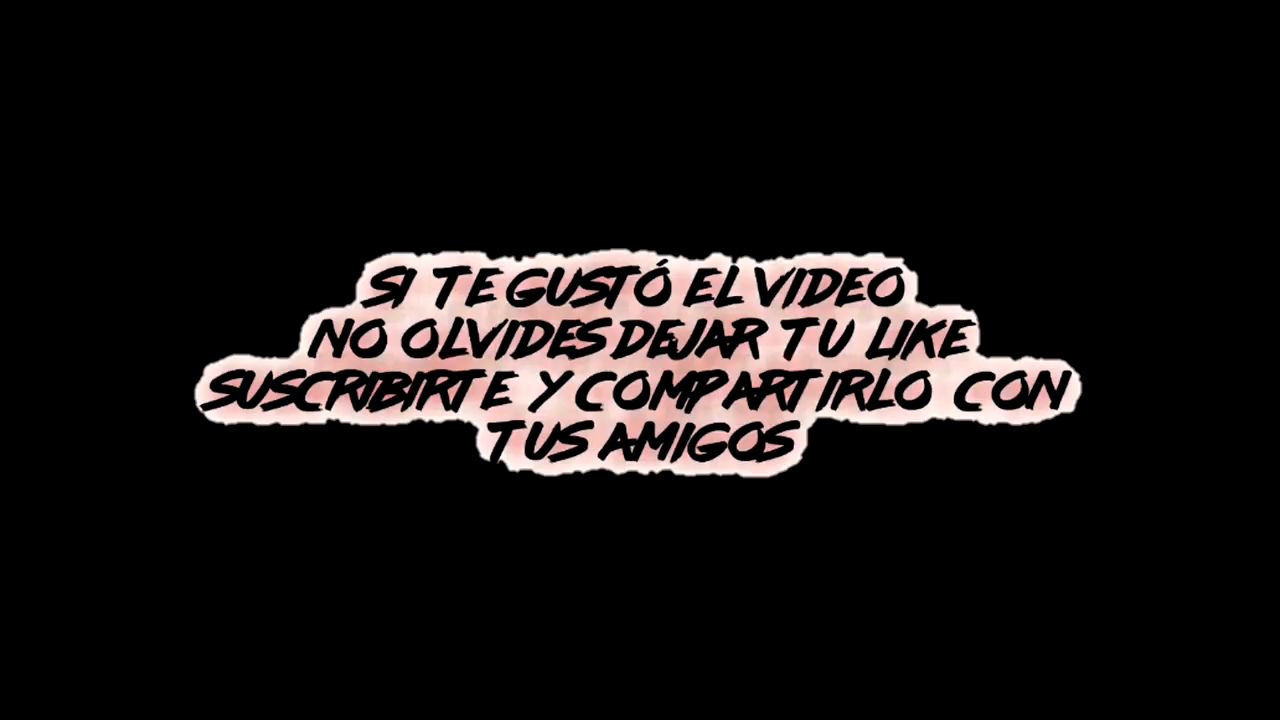 SI TE GUSTÓ EL VIDEO
NO OLVIDES DEJAR TU LIKE
SUSCRIBIRTE Y COMPARTIRLO CON
TUS AMIGOS